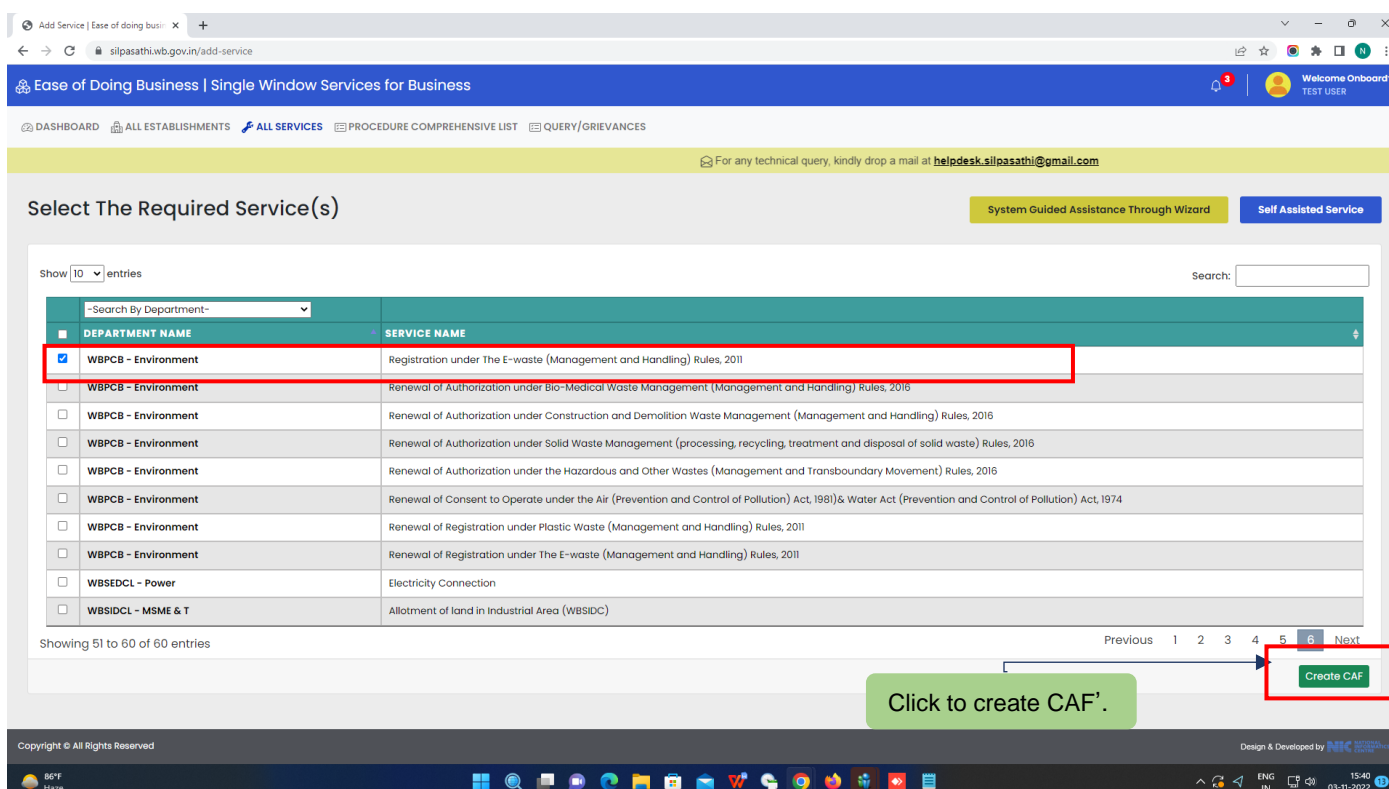 Add Service | Ease of doing busin × +
silpasathi.wb.gov.in/add-service N
Ease of Doing Business | Single Window Services for Business 3 Welcome Onboard
TEST USER
DASHBOARD ALL ESTABLISHMENTS ALL SERVICES PROCEDURE COMPREHENSIVE LIST QUERY/GRIEVANCES
For any technical query, kindly drop a mail at helpdesk.silpasathi@gmail.com
Select The Required Service(s) System Guided Assistance Through Wizard Self Assisted Service
Show 10 entries Search:
-Search By Department-
DEPARTMENT NAME SERVICE NAME
WBPCB - Environment Registration under The E-waste (Management and Handling) Rules, 2011
WBPCB - Environment Renewal of Authorization under Bio-Medical Waste Management (Management and Handling) Rules, 2016
WBPCB - Environment Renewal of Authorization under Construction and Demolition Waste Management (Management and Handling) Rules, 2016
WBPCB - Environment Renewal of Authorization under Solid Waste Management (processing, recycling, treatment and disposal of solid waste) Rules, 2016
WBPCB - Environment Renewal of Authorization under the Hazardous and Other Wastes (Management and Transboundary Movement) Rules, 2016
WBPCB - Environment Renewal of Consent to Operate under the Air (Prevention and Control of Pollution) Act, 1981)& Water Act (Prevention and Control of Pollution) Act, 1974
WBPCB - Environment Renewal of Registration under Plastic Waste (Management and Handling) Rules, 2011
WBPCB - Environment Renewal of Registration under The E-waste (Management and Handling) Rules, 2011
WBSEDCL - Power Electricity Connection
WBSIDCL - MSME & T Allotment of land in Industrial Area (WBSIDC)
Showing 51 to 60 of 60 entries Previous 1 2 3 4 5 6 Next
Create CAF
Click to create CAF’.
Copyright © All Rights Reserved Design & Developed by NIC
86°F ENG 15:40
Haze IN 03-11-2022 13